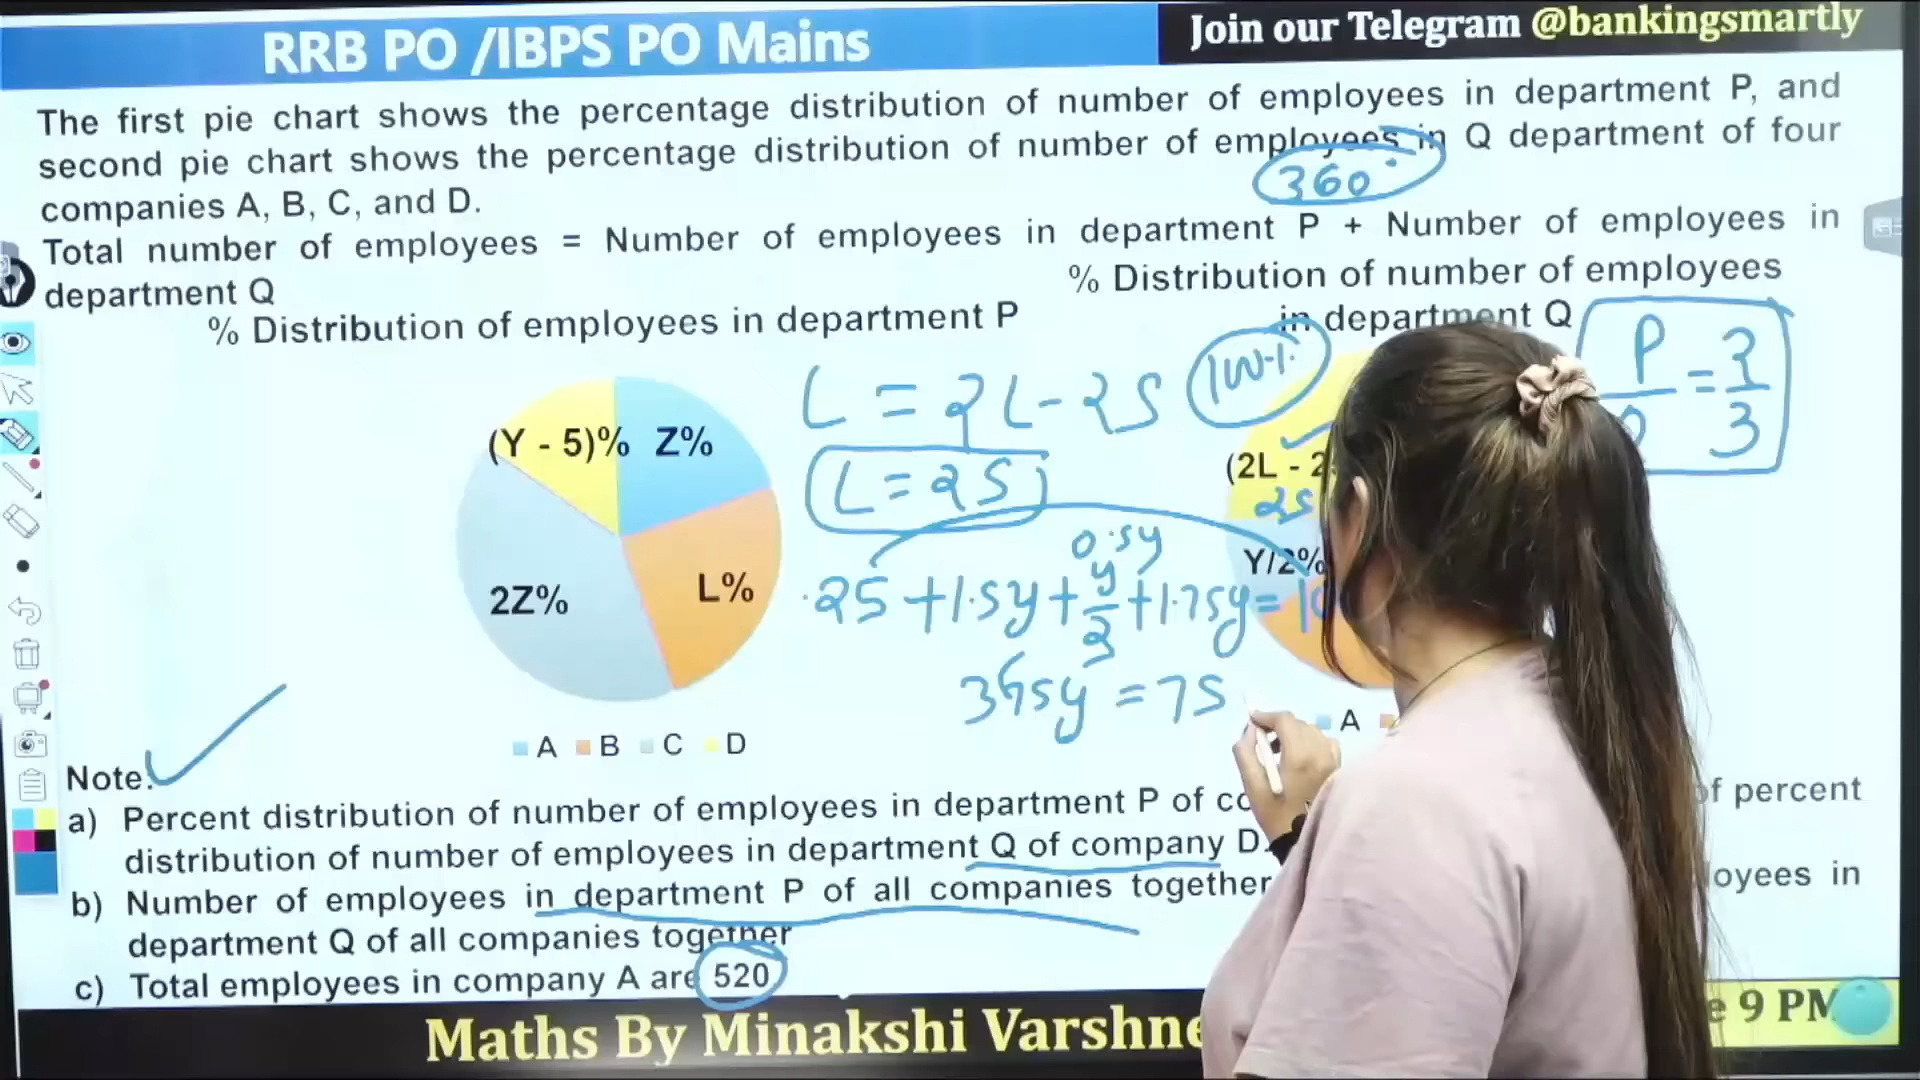 RRB PO /IBPS PO Mains
Join our Telegram @bankingsmartly
The first pie chart shows the percentage distribution of number of employees in department P, and
second pie chart shows the percentage distribution of number of employees in Q department of four
companies A, B, C, and D.
360°
Total number of employees = Number of employees in department P + Number of employees in
department Q
% Distribution of employees in department P
% Distribution of number of employees
in department Q
(Y - 5)%
Z%
2Z%
L%
A B C D
L = 2L - 2S
L = 2S
100%
P
= 2
3
(2L - 2
2S
Y/2%
0.5y
25 + 1.5y + y/2 + 1.75y = 10
3.75y = 75
A
Note:
a) Percent distribution of number of employees in department P of co of percent
distribution of number of employees in department Q of company D.
b) Number of employees in department P of all companies together oyees in
department Q of all companies together
c) Total employees in company A are 520
Maths By Minakshi Varshne
e 9 PM